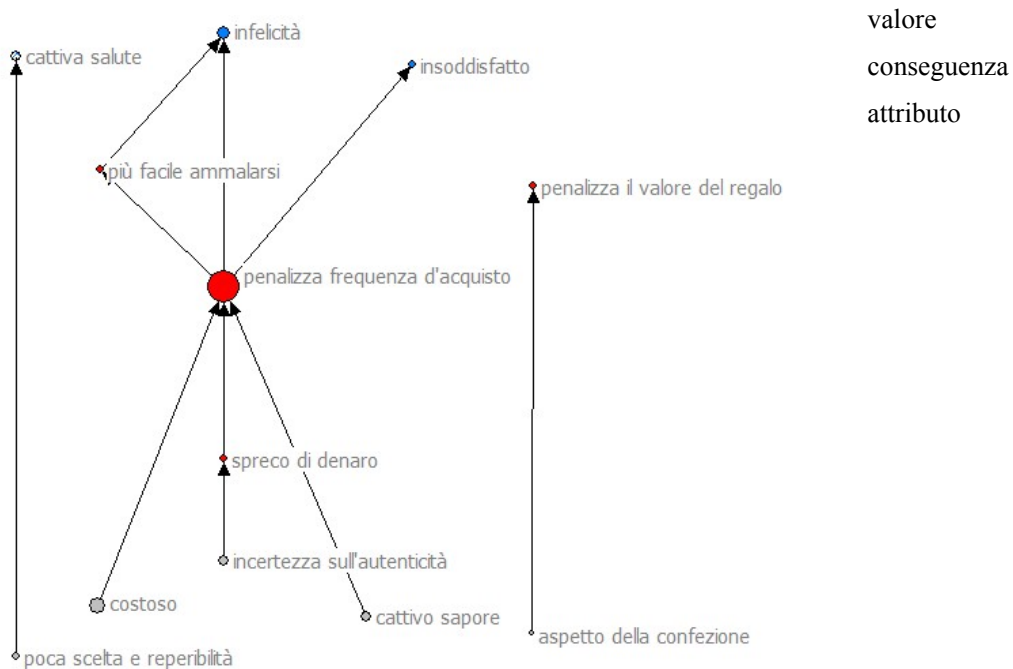 valore
infelicità
cattiva salute
insoddisfatto
conseguenza
attributo
più facile ammalarsi
penalizza il valore del regalo
penalizza frequenza d'acquisto
spreco di denaro
incertezza sull'autenticità
costoso
cattivo sapore
aspetto della confezione
poca scelta e reperibilità